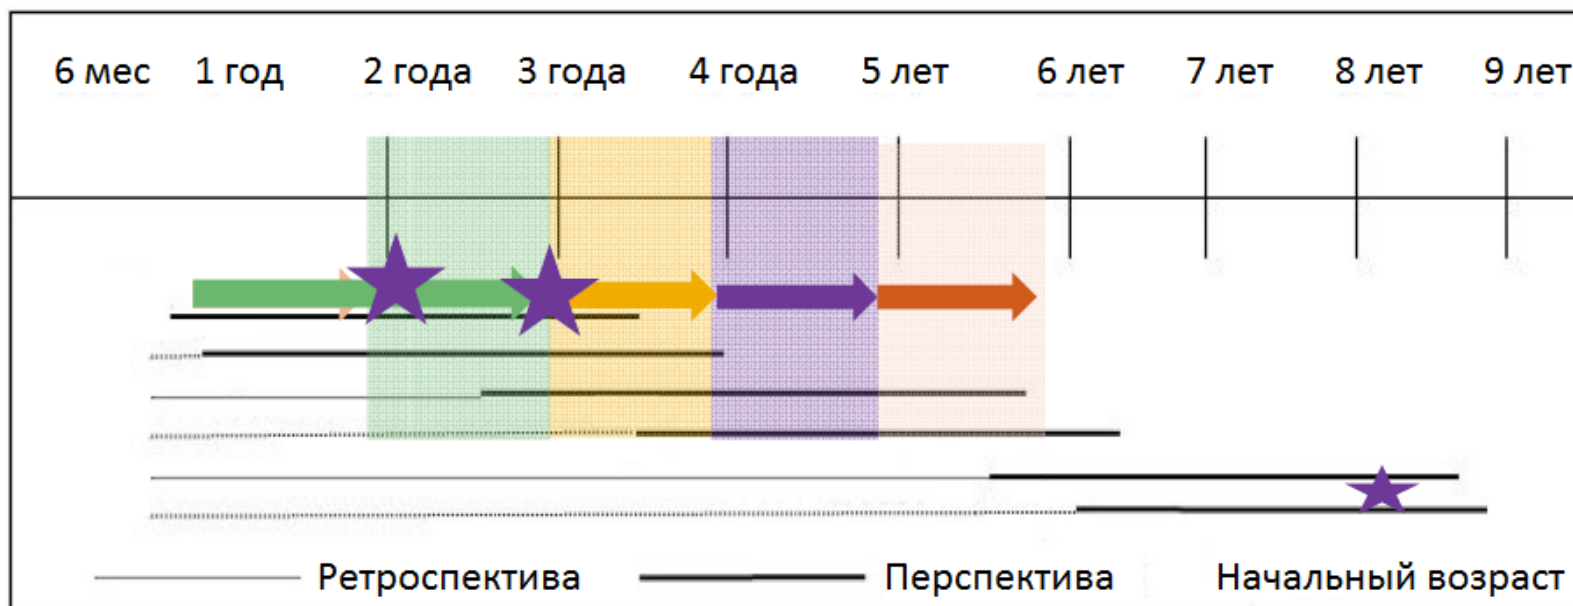 6 мес 1 год 2 года 3 года 4 года 5 лет 6 лет 7 лет 8 лет 9 лет
Ретроспектива Перспектива Начальный возраст